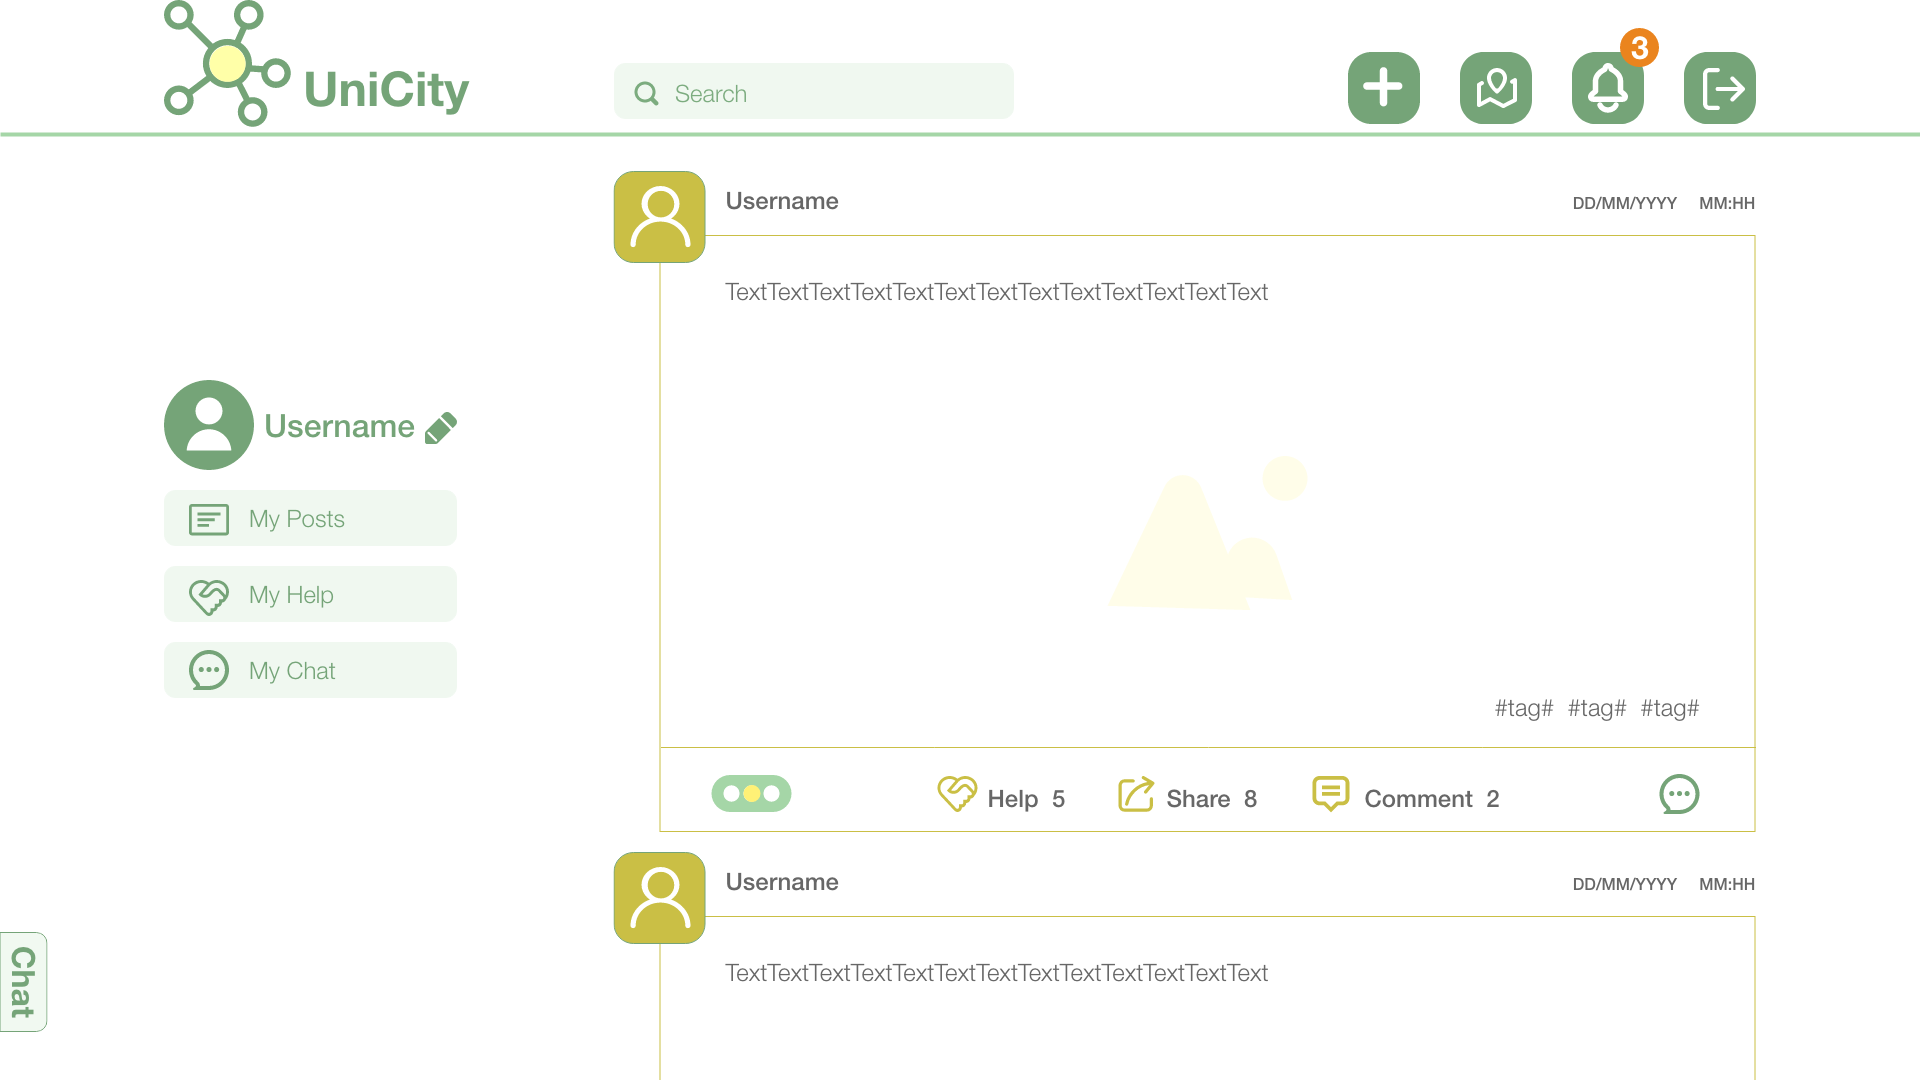 UniCity
Search
3
Username
DD/MM/YYYY MM:HH
TextTextTextTextTextTextTextTextTextTextTextTextText
Username
My Posts
My Help
My Chat
#tag# #tag# #tag#
Help 5
Share 8
Comment 2
Username
DD/MM/YYYY MM:HH
TextTextTextTextTextTextTextTextTextTextTextTextText
Chat